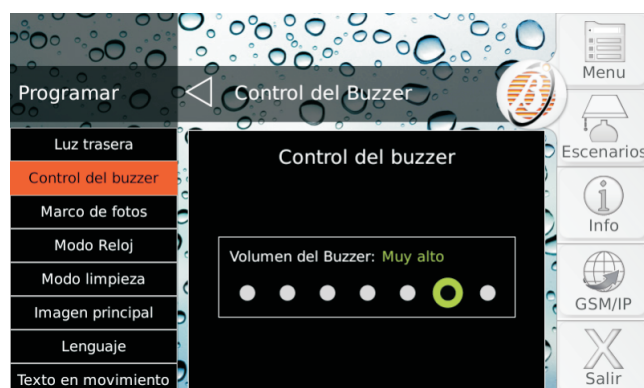 Programar
Control del Buzzer
Luz trasera
Control del buzzer
Marco de fotos
Modo Reloj
Modo limpieza
Imagen principal
Lenguaje
Texto en movimiento
Control del buzzer
Volumen del Buzzer: Muy alto
Menu
Escenarios
Info
GSM/IP
Salir